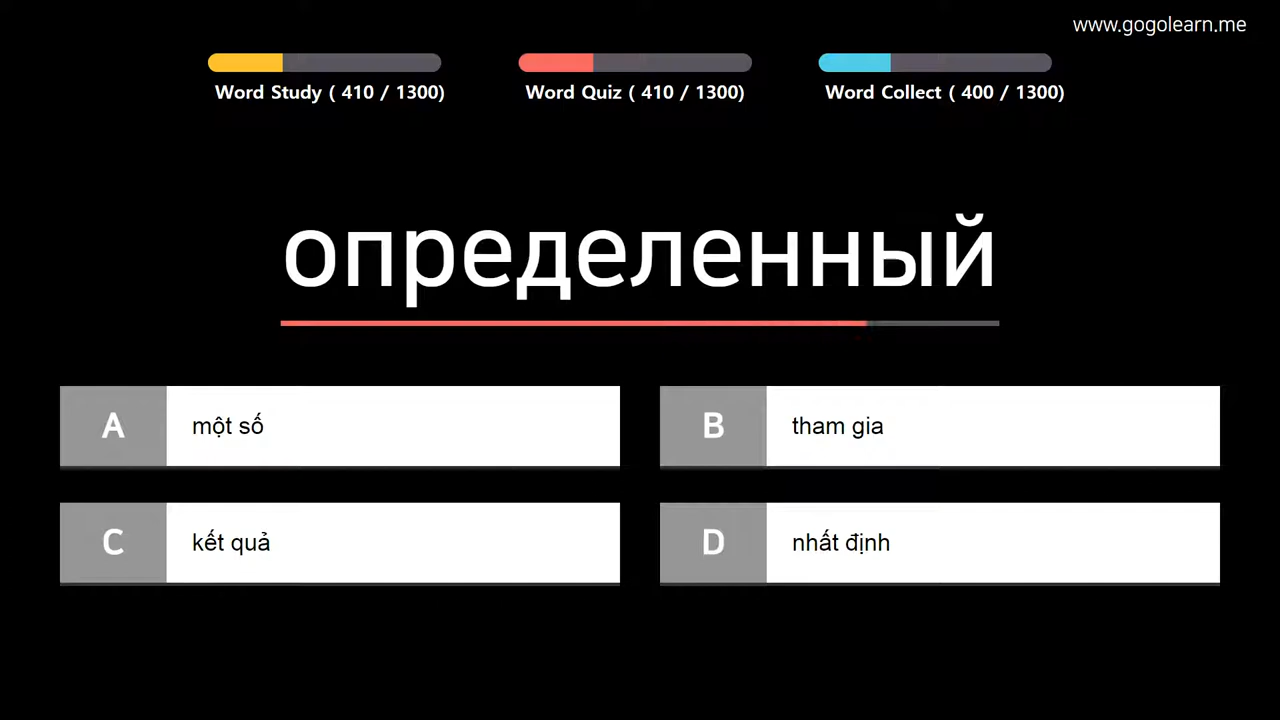 www.gogolearn.me
Word Study ( 410 / 1300)
Word Quiz ( 410 / 1300)
Word Collect ( 400 / 1300)
определенный
A một số
B tham gia
C kết quả
D nhất định